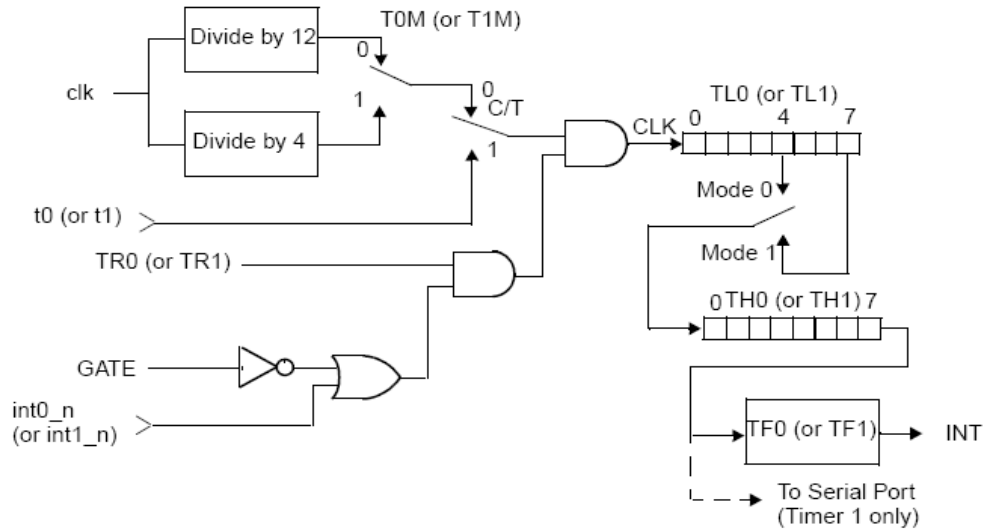 T0M (or T1M)
Divide by 12
0
clk
0
C/T
1
Divide by 4
1
TL0 (or TL1)
0 4 7
CLK
t0 (or t1)
Mode 0
TR0 (or TR1)
Mode 1
0 TH0 (or TH1) 7
GATE
int0_n
(or int1_n)
TF0 (or TF1)
INT
To Serial Port
(Timer 1 only)